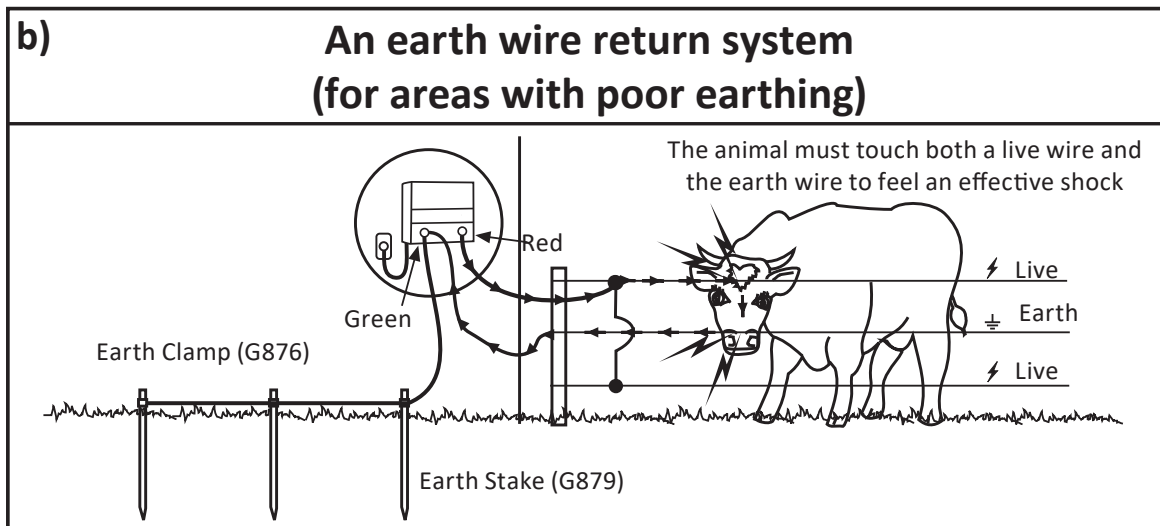 b)
An earth wire return system
(for areas with poor earthing)
The animal must touch both a live wire and
the earth wire to feel an effective shock
Red
Green
Live
Earth
Live
Earth Clamp (G876)
Earth Stake (G879)